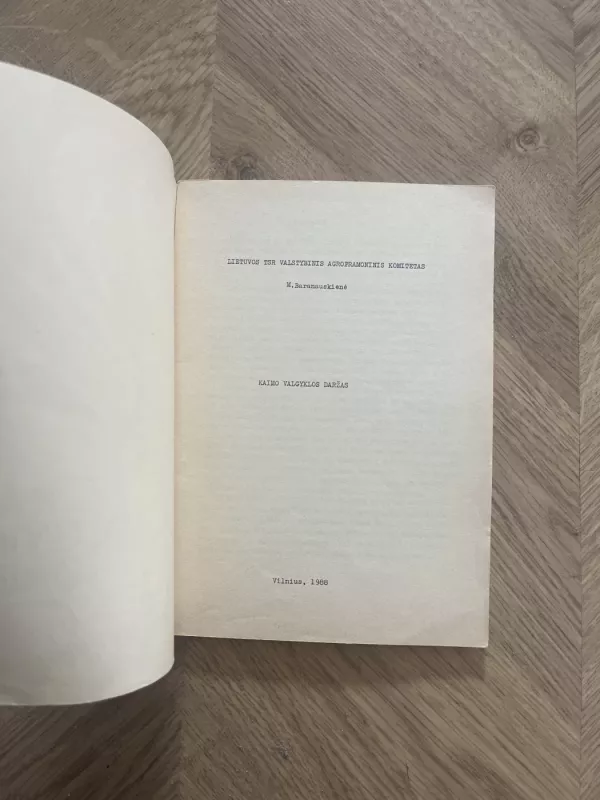 LIETUVOS TSR VALSTYBINIS AGROPRAMONINIS KOMITETAS
M.Baranauskienė
KAIMO VALGYKLOS DARŽAS
Vilnius, 1988